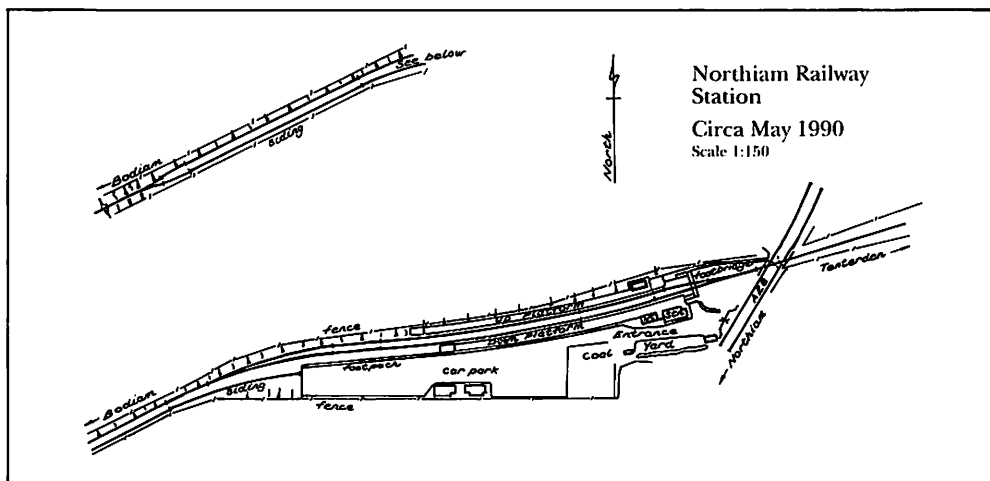 See below
Siding
Bodiam
North
Northiam Railway
Station
Circa May 1990
Scale 1:150
footbridge
Tenterden
A28
Northiam
Up Platform
Down Platform
fence
Entrance
Yard
Coal
footpath
Car park
Siding
fence
Bodiam